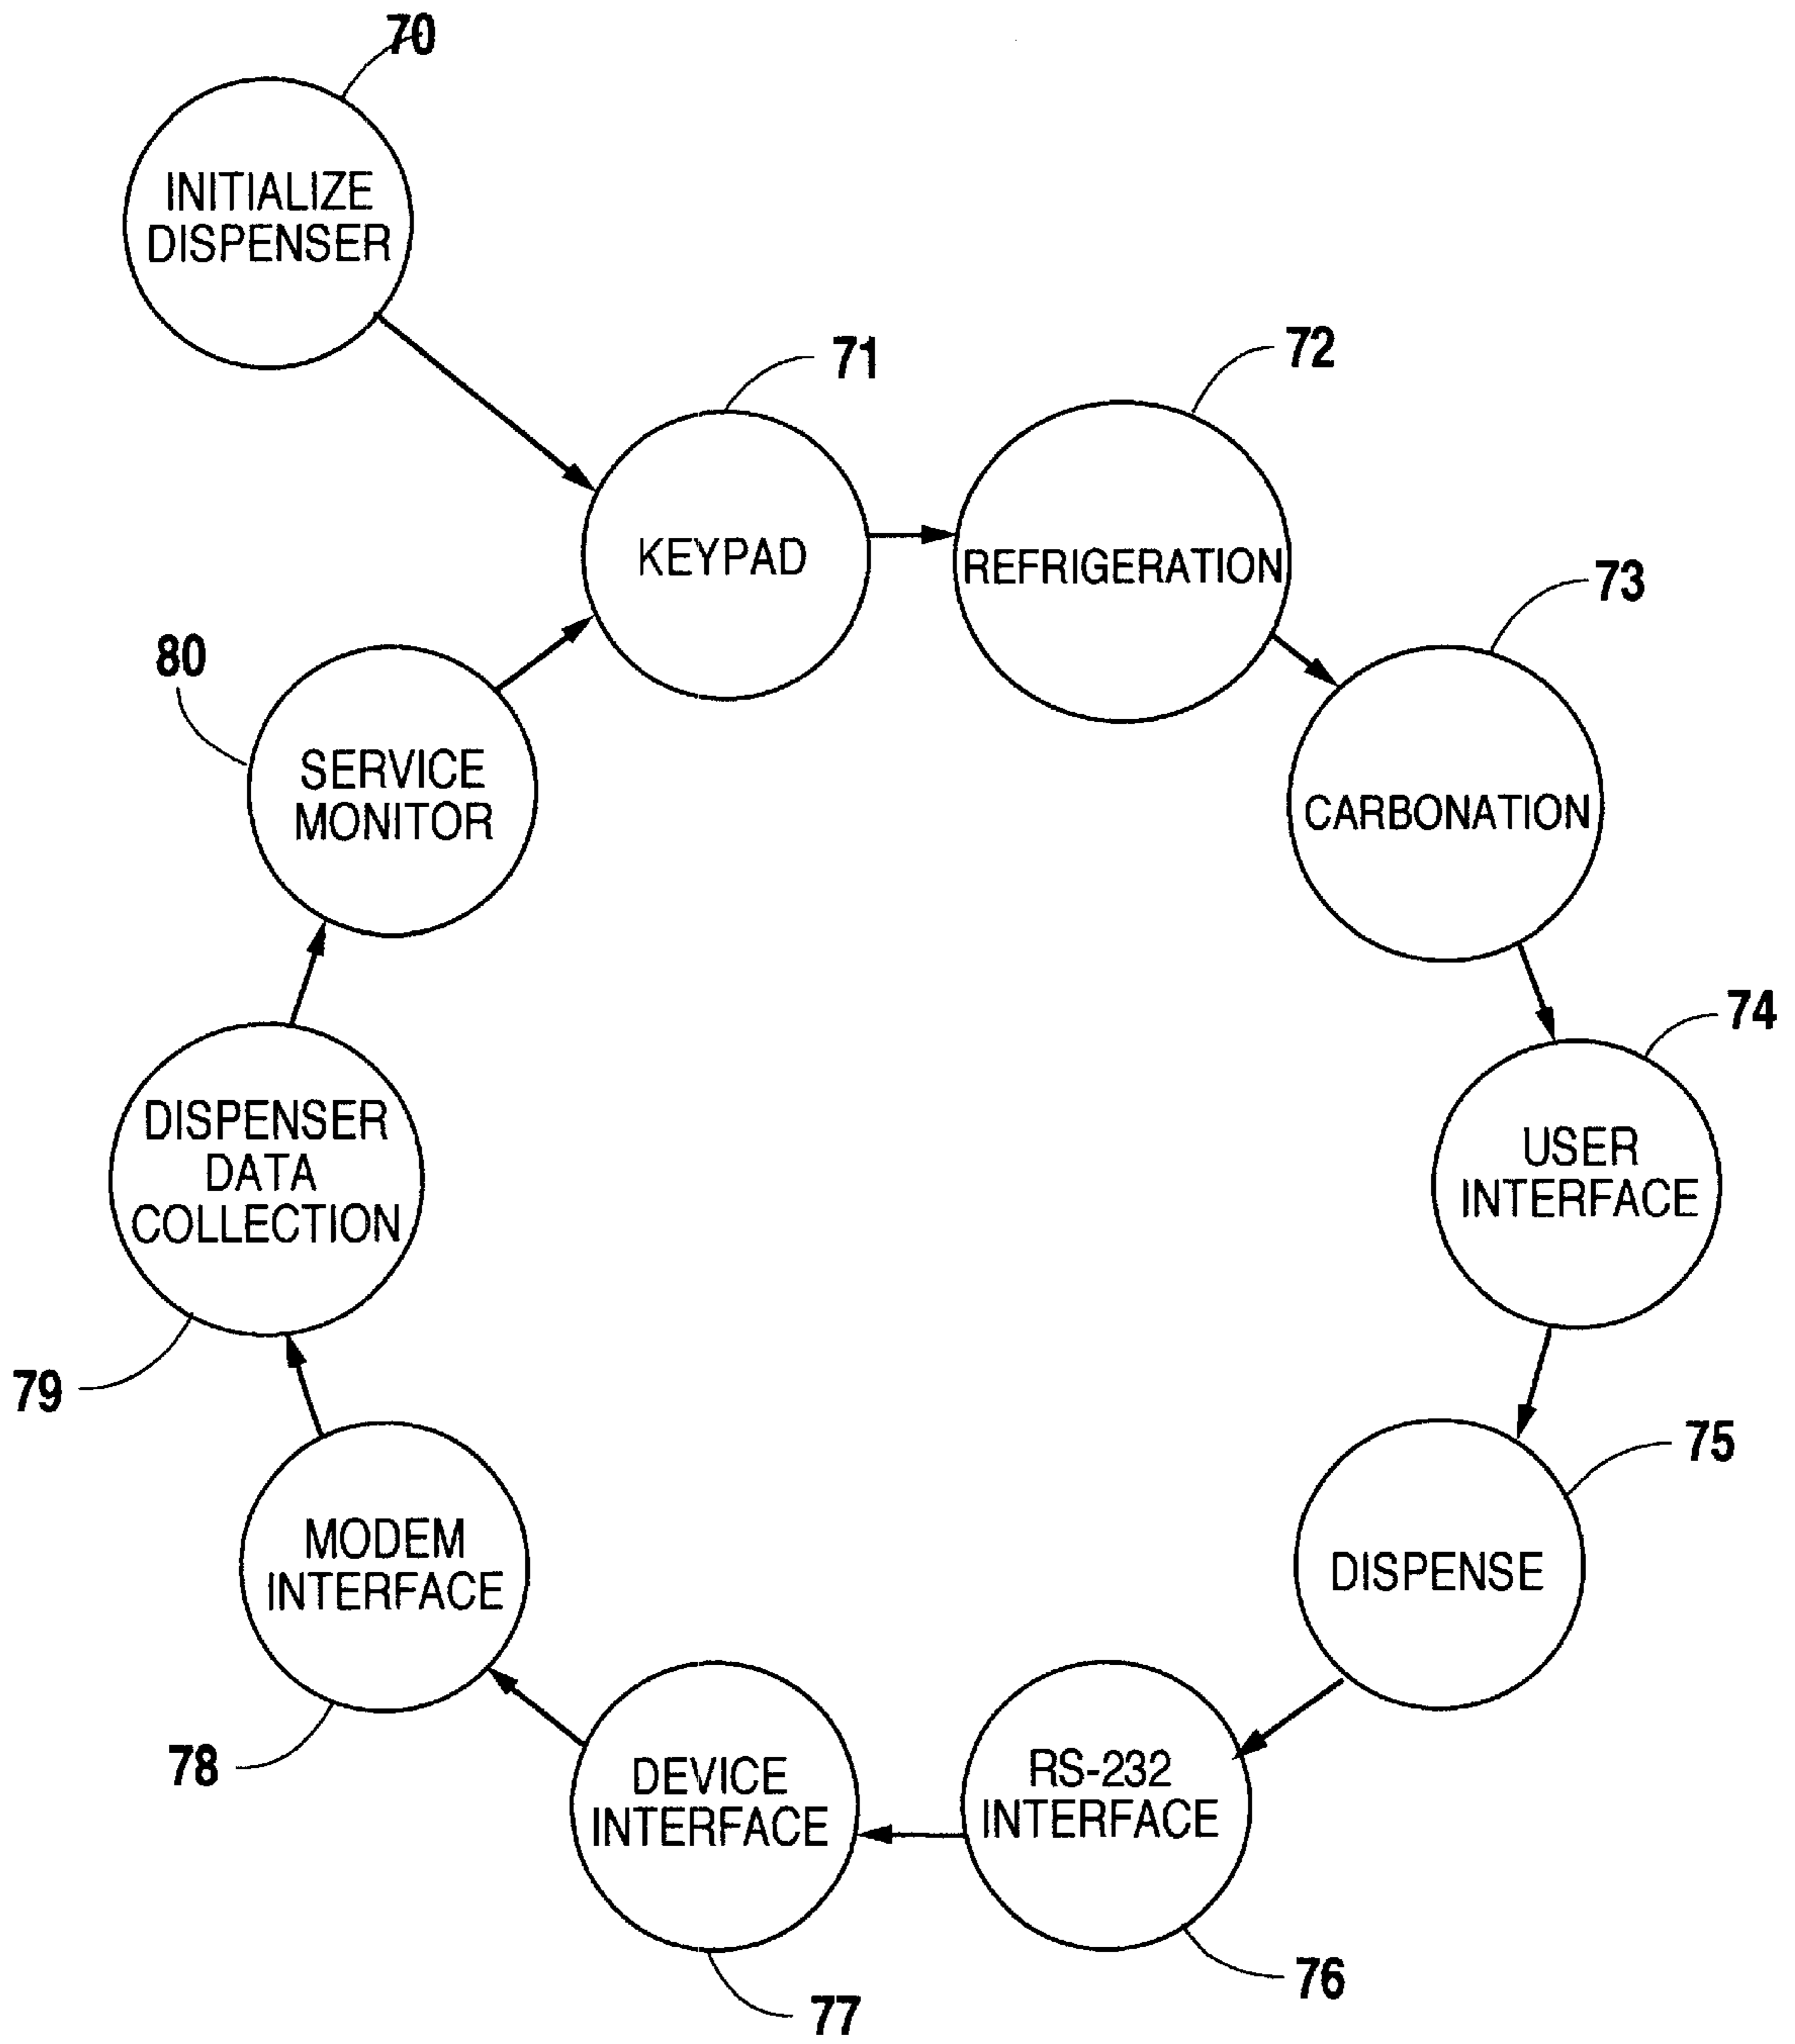 70
INITIALIZE
DISPENSER
71
KEYPAD
72
REFRIGERATION
73
CARBONATION
74
USER
INTERFACE
75
DISPENSE
76
RS-232
INTERFACE
77
DEVICE
INTERFACE
78
MODEM
INTERFACE
79
DISPENSER
DATA
COLLECTION
80
SERVICE
MONITOR